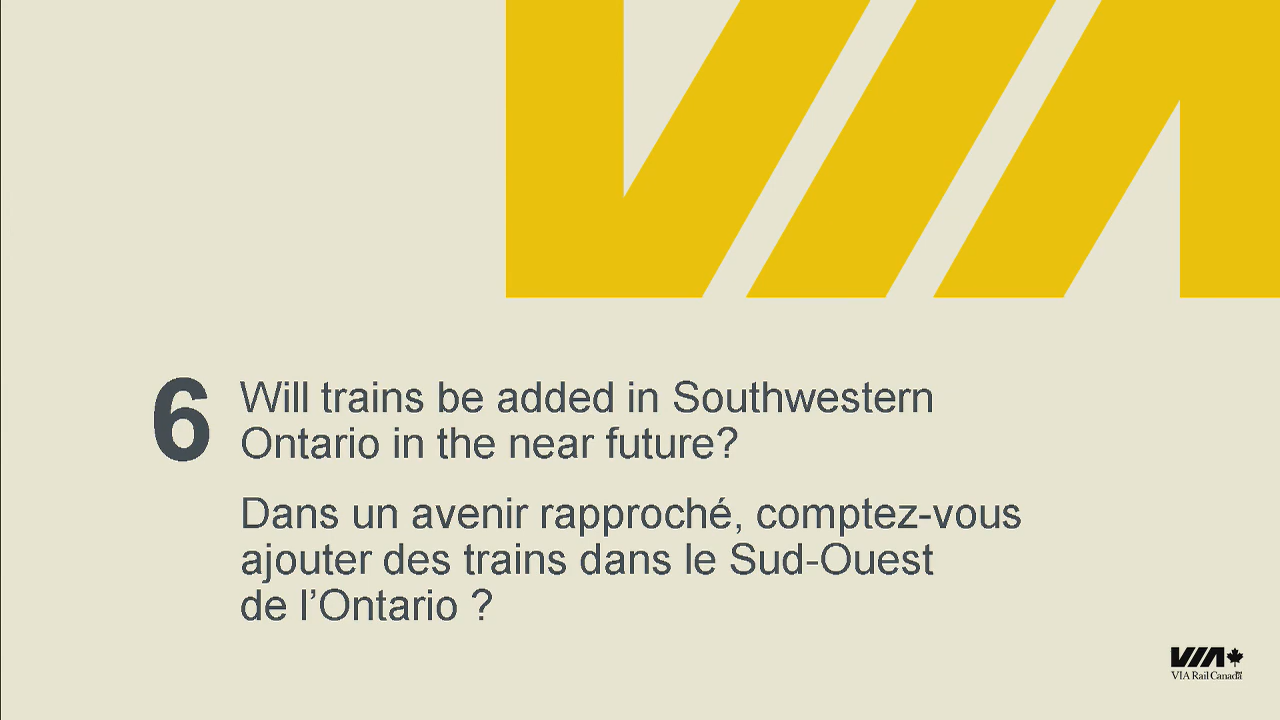 VIA
6
Will trains be added in Southwestern
Ontario in the near future?
Dans un avenir rapproché, comptez-vous
ajouter des trains dans le Sud-Ouest
de l’Ontario ?
VIA
VIA Rail Canada